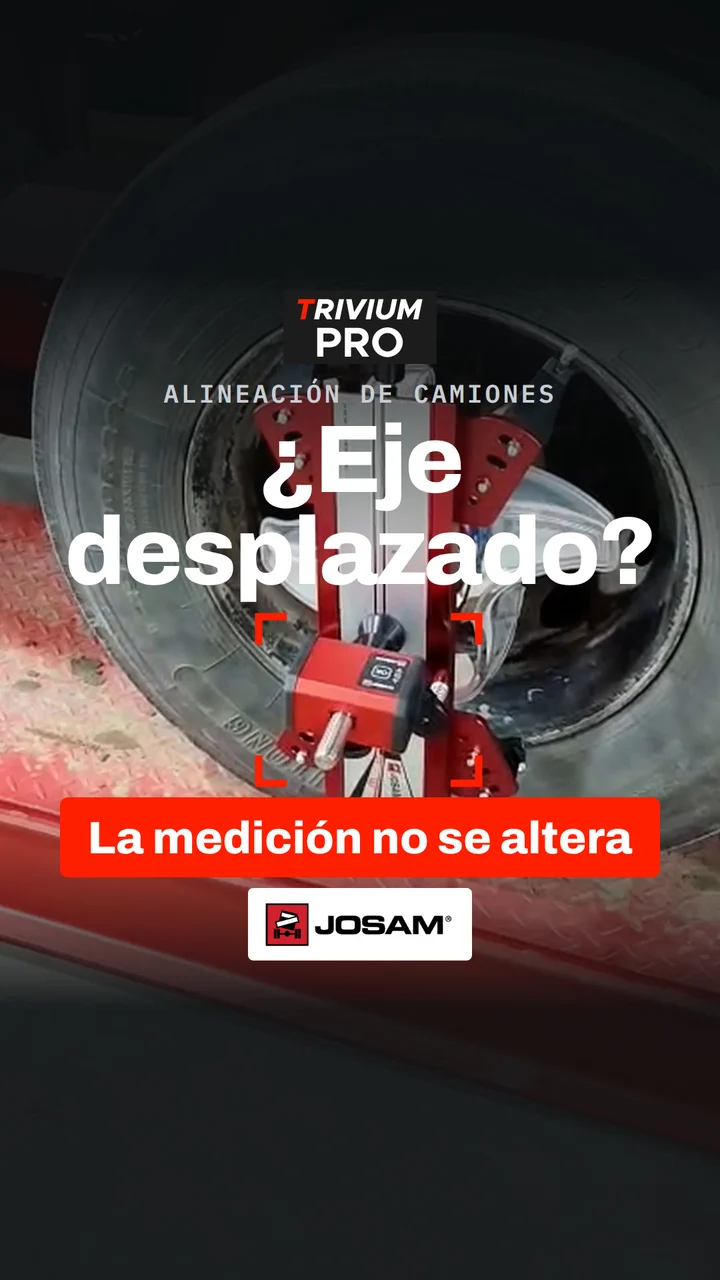 TRIVIUM
PRO
ALINEACIÓN DE CAMIONES
¿Eje
desplazado?
La medición no se altera
JOSAM®